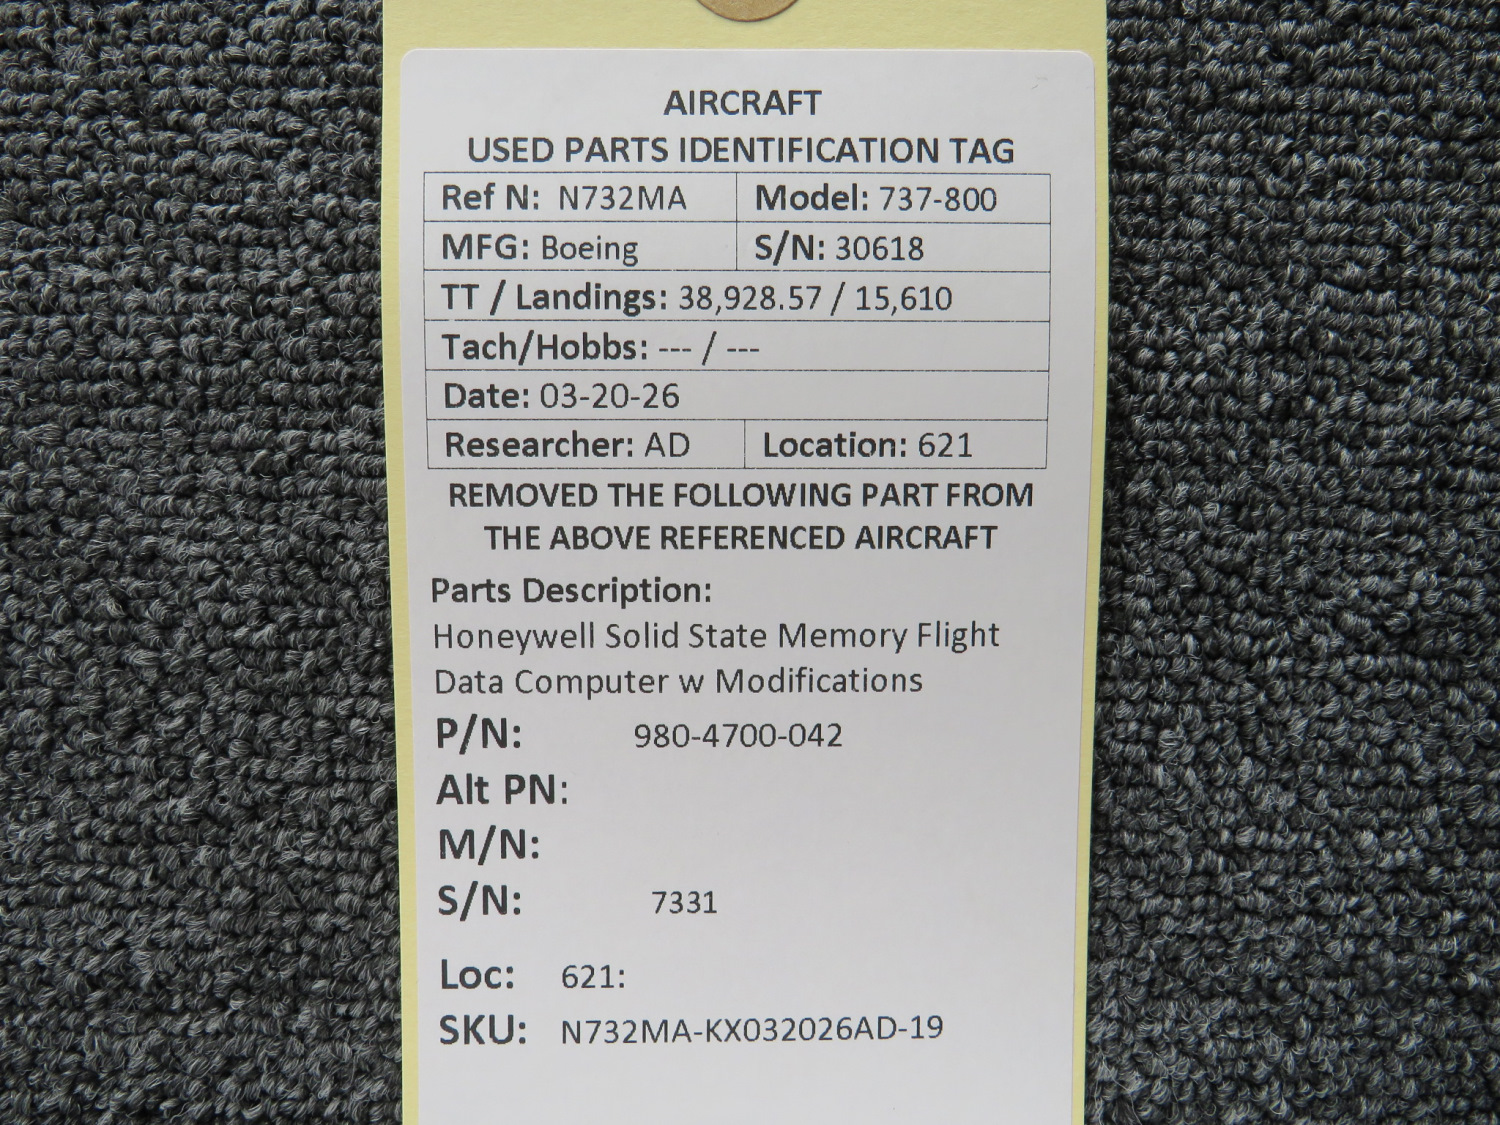 AIRCRAFT
USED PARTS IDENTIFICATION TAG
Ref N: N732MA Model: 737-800
MFG: Boeing S/N: 30618
TT / Landings: 38,928.57 / 15,610
Tach/Hobbs: --- / ---
Date: 03-20-26
Researcher: AD Location: 621
REMOVED THE FOLLOWING PART FROM
THE ABOVE REFERENCED AIRCRAFT
Parts Description:
Honeywell Solid State Memory Flight
Data Computer w Modifications
P/N: 980-4700-042
Alt PN:
M/N:
S/N: 7331
Loc: 621:
SKU: N732MA-KX032026AD-19